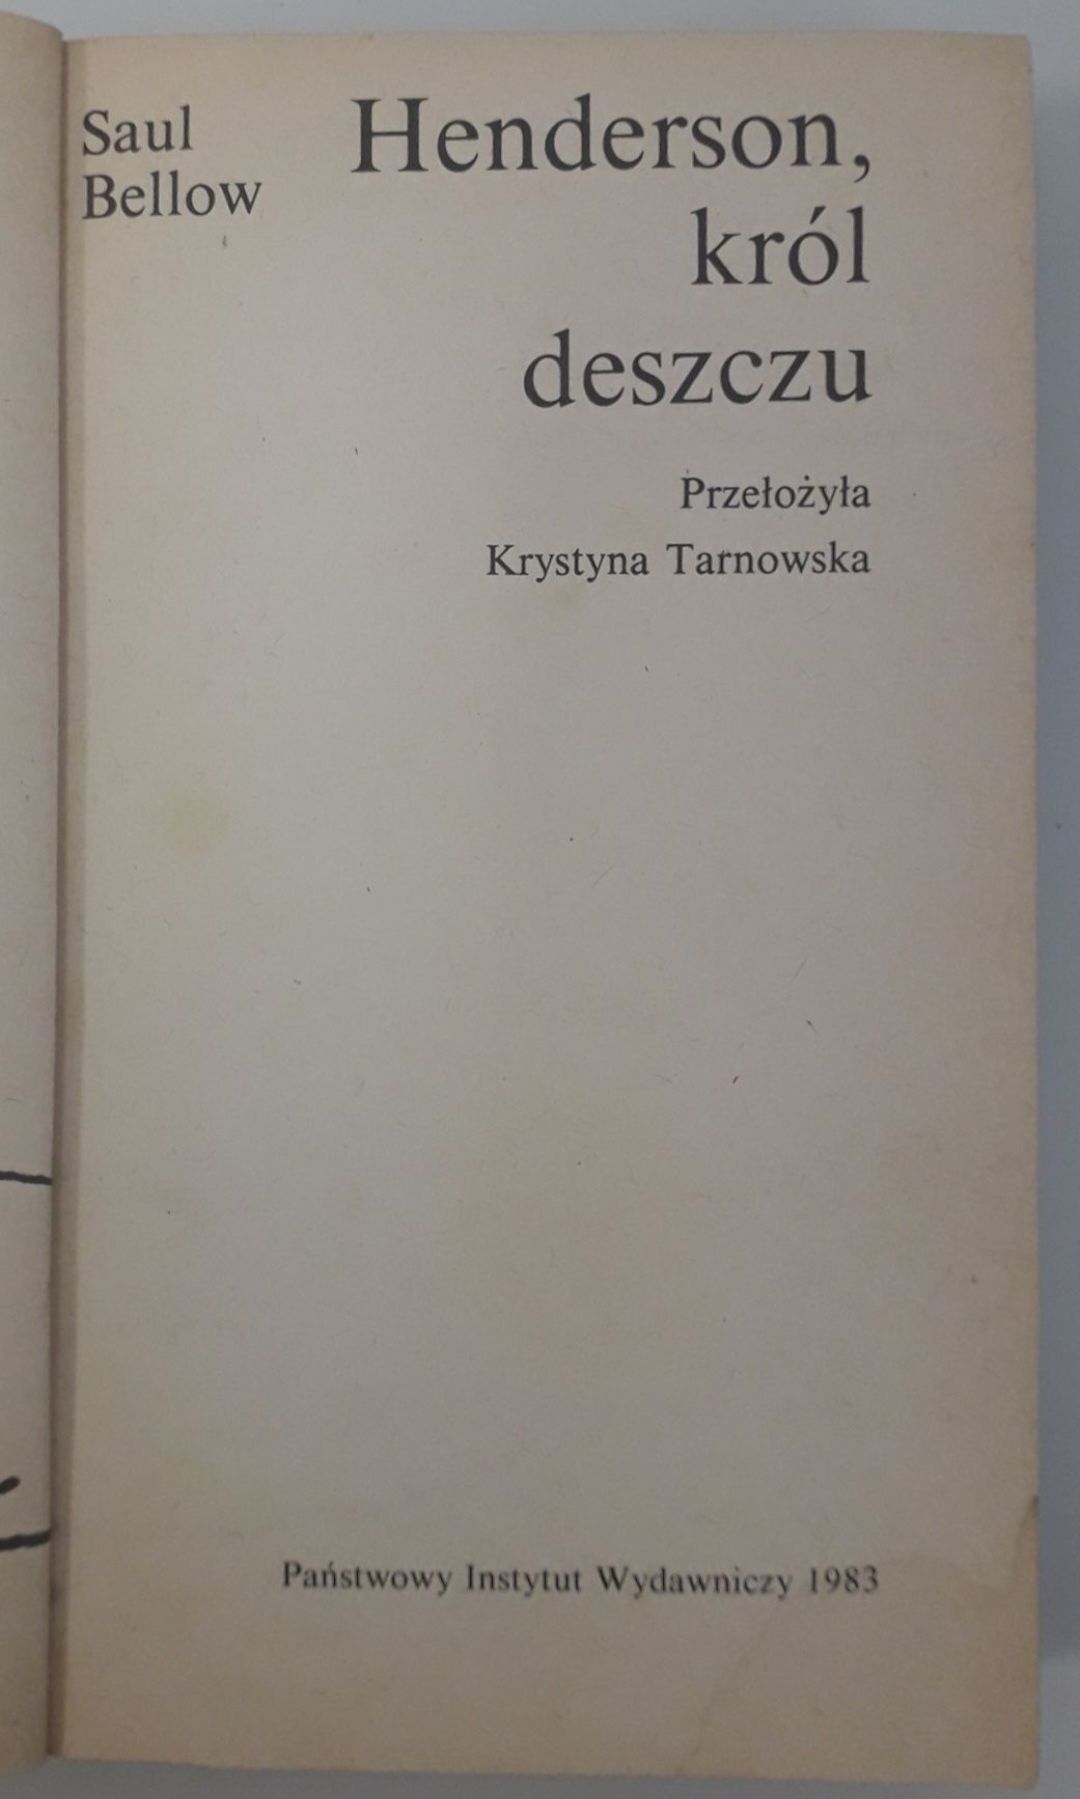 Saul
Bellow
Henderson,
król
deszczu
Przełożyła
Krystyna Tarnowska
Państwowy Instytut Wydawniczy 1983